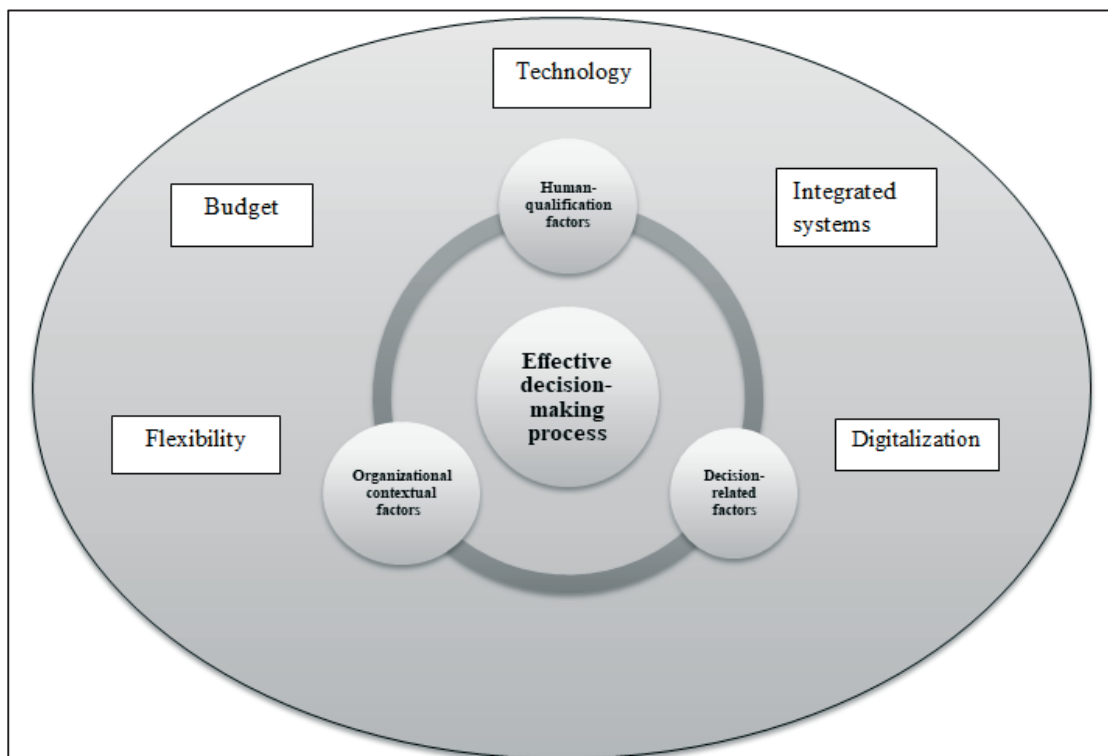 Technology
Human-
qualification
factors
Budget
Integrated
systems
Effective
decision-
making
process
Flexibility
Digitalization
Organizational
contextual
factors
Decision-
related
factors